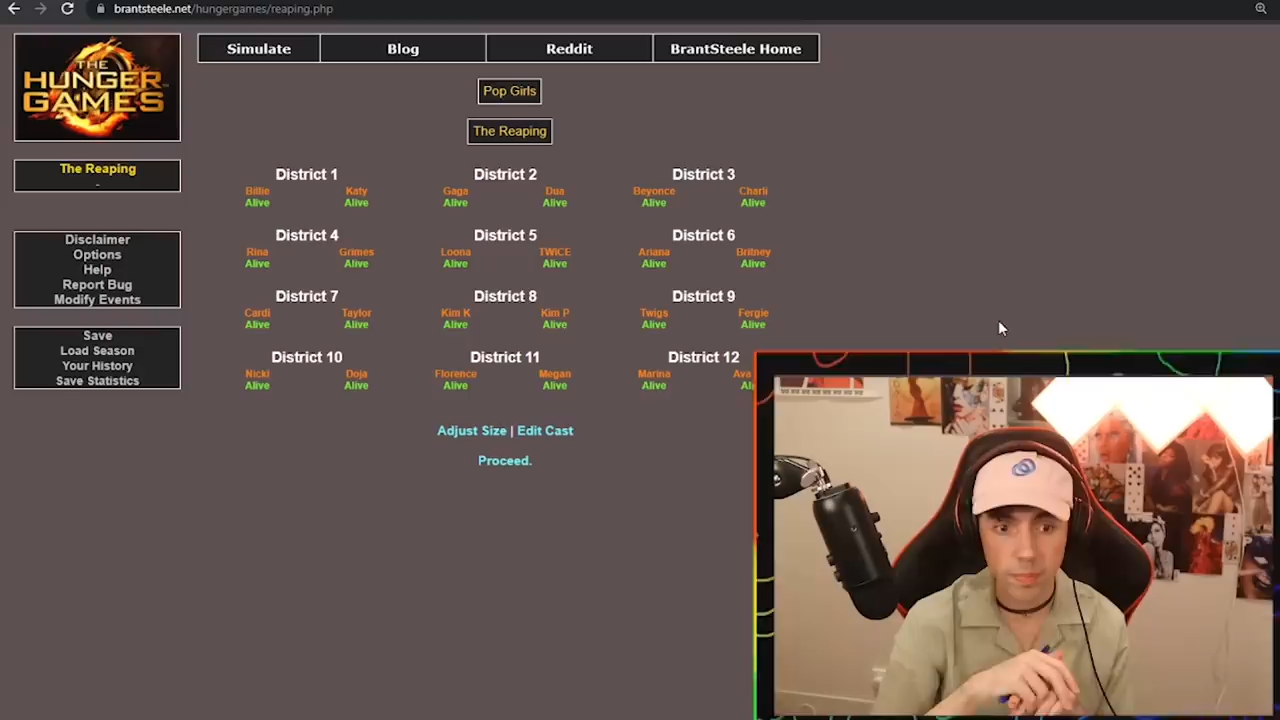 brantsteele.net/hungergames/reaping.php
THE
HUNGER
GAMES
Simulate Blog Reddit BrantSteele Home
Pop Girls
The Reaping
The Reaping
-
Disclaimer
Options
Help
Report Bug
Modify Events
Save
Load Season
Your History
Save Statistics
District 1 District 2 District 3
Billie Katy Gaga Dua Beyonce Charli
Alive Alive Alive Alive Alive Alive
District 4 District 5 District 6
Rina Grimes Loona TWICE Ariana Britney
Alive Alive Alive Alive Alive Alive
District 7 District 8 District 9
Cardi Taylor Kim K Kim P Twigs Fergie
Alive Alive Alive Alive Alive Alive
District 10 District 11 District 12
Nicki Doja Florence Megan Marina Ava
Alive Alive Alive Alive Alive Ali
Adjust Size | Edit Cast
Proceed.